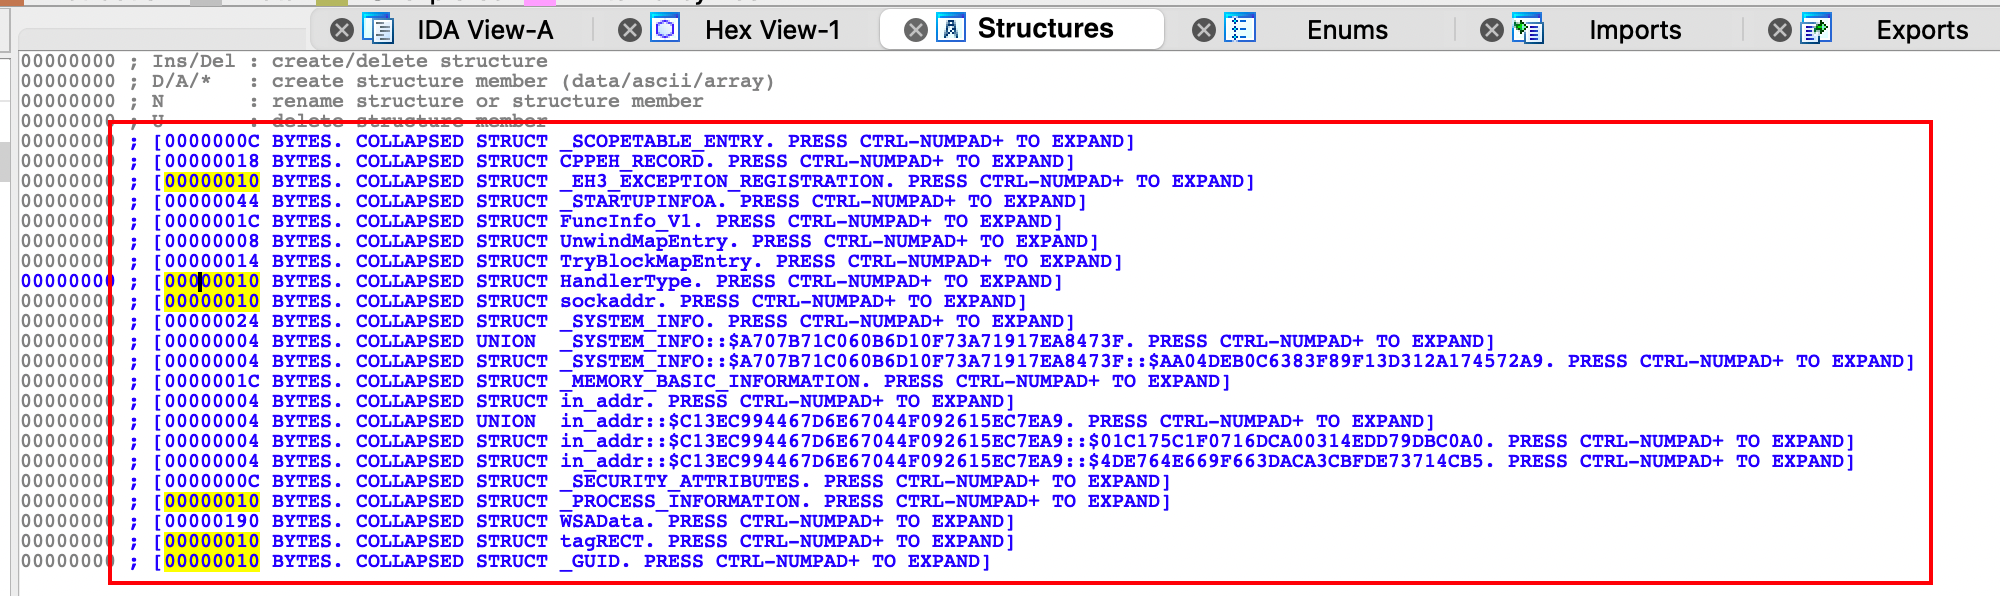 IDA View-A Hex View-1 Structures Enums Imports Exports
00000000 ; Ins/Del : create/delete structure
00000000 ; D/A/* : create structure member (data/ascii/array)
00000000 ; N : rename structure or structure member
00000000 ; U : delete structure member
00000000 ; [0000000C BYTES. COLLAPSED STRUCT _SCOPETABLE_ENTRY. PRESS CTRL-NUMPAD+ TO EXPAND]
00000000 ; [00000018 BYTES. COLLAPSED STRUCT CPPEH_RECORD. PRESS CTRL-NUMPAD+ TO EXPAND]
00000000 ; [00000010 BYTES. COLLAPSED STRUCT _EH3_EXCEPTION_REGISTRATION. PRESS CTRL-NUMPAD+ TO EXPAND]
00000000 ; [00000044 BYTES. COLLAPSED STRUCT _STARTUPINFOA. PRESS CTRL-NUMPAD+ TO EXPAND]
00000000 ; [0000001C BYTES. COLLAPSED STRUCT FuncInfo_V1. PRESS CTRL-NUMPAD+ TO EXPAND]
00000000 ; [00000008 BYTES. COLLAPSED STRUCT UnwindMapEntry. PRESS CTRL-NUMPAD+ TO EXPAND]
00000000 ; [00000014 BYTES. COLLAPSED STRUCT TryBlockMapEntry. PRESS CTRL-NUMPAD+ TO EXPAND]
00000000 ; [00000010 BYTES. COLLAPSED STRUCT HandlerType. PRESS CTRL-NUMPAD+ TO EXPAND]
00000000 ; [00000010 BYTES. COLLAPSED STRUCT sockaddr. PRESS CTRL-NUMPAD+ TO EXPAND]
00000000 ; [00000024 BYTES. COLLAPSED STRUCT _SYSTEM_INFO. PRESS CTRL-NUMPAD+ TO EXPAND]
00000000 ; [00000004 BYTES. COLLAPSED UNION _SYSTEM_INFO::$A707B71C060B6D10F73A71917EA8473F. PRESS CTRL-NUMPAD+ TO EXPAND]
00000000 ; [00000004 BYTES. COLLAPSED STRUCT _SYSTEM_INFO::$A707B71C060B6D10F73A71917EA8473F::$AA04DEB0C6383F89F13D312A174572A9. PRESS CTRL-NUMPAD+ TO EXPAND]
00000000 ; [0000001C BYTES. COLLAPSED STRUCT _MEMORY_BASIC_INFORMATION. PRESS CTRL-NUMPAD+ TO EXPAND]
00000000 ; [00000004 BYTES. COLLAPSED STRUCT in_addr. PRESS CTRL-NUMPAD+ TO EXPAND]
00000000 ; [00000004 BYTES. COLLAPSED UNION in_addr::$C13EC994467D6E67044F092615EC7EA9. PRESS CTRL-NUMPAD+ TO EXPAND]
00000000 ; [00000004 BYTES. COLLAPSED STRUCT in_addr::$C13EC994467D6E67044F092615EC7EA9::$01C175C1F0716DCA00314EDD79DBC0A0. PRESS CTRL-NUMPAD+ TO EXPAND]
00000000 ; [00000004 BYTES. COLLAPSED STRUCT in_addr::$C13EC994467D6E67044F092615EC7EA9::$4DE764E669F663DACA3CBFDE73714CB5. PRESS CTRL-NUMPAD+ TO EXPAND]
00000000 ; [0000000C BYTES. COLLAPSED STRUCT _SECURITY_ATTRIBUTES. PRESS CTRL-NUMPAD+ TO EXPAND]
00000000 ; [00000010 BYTES. COLLAPSED STRUCT _PROCESS_INFORMATION. PRESS CTRL-NUMPAD+ TO EXPAND]
00000000 ; [00000190 BYTES. COLLAPSED STRUCT WSAData. PRESS CTRL-NUMPAD+ TO EXPAND]
00000000 ; [00000010 BYTES. COLLAPSED STRUCT tagRECT. PRESS CTRL-NUMPAD+ TO EXPAND]
00000000 ; [00000010 BYTES. COLLAPSED STRUCT _GUID. PRESS CTRL-NUMPAD+ TO EXPAND]